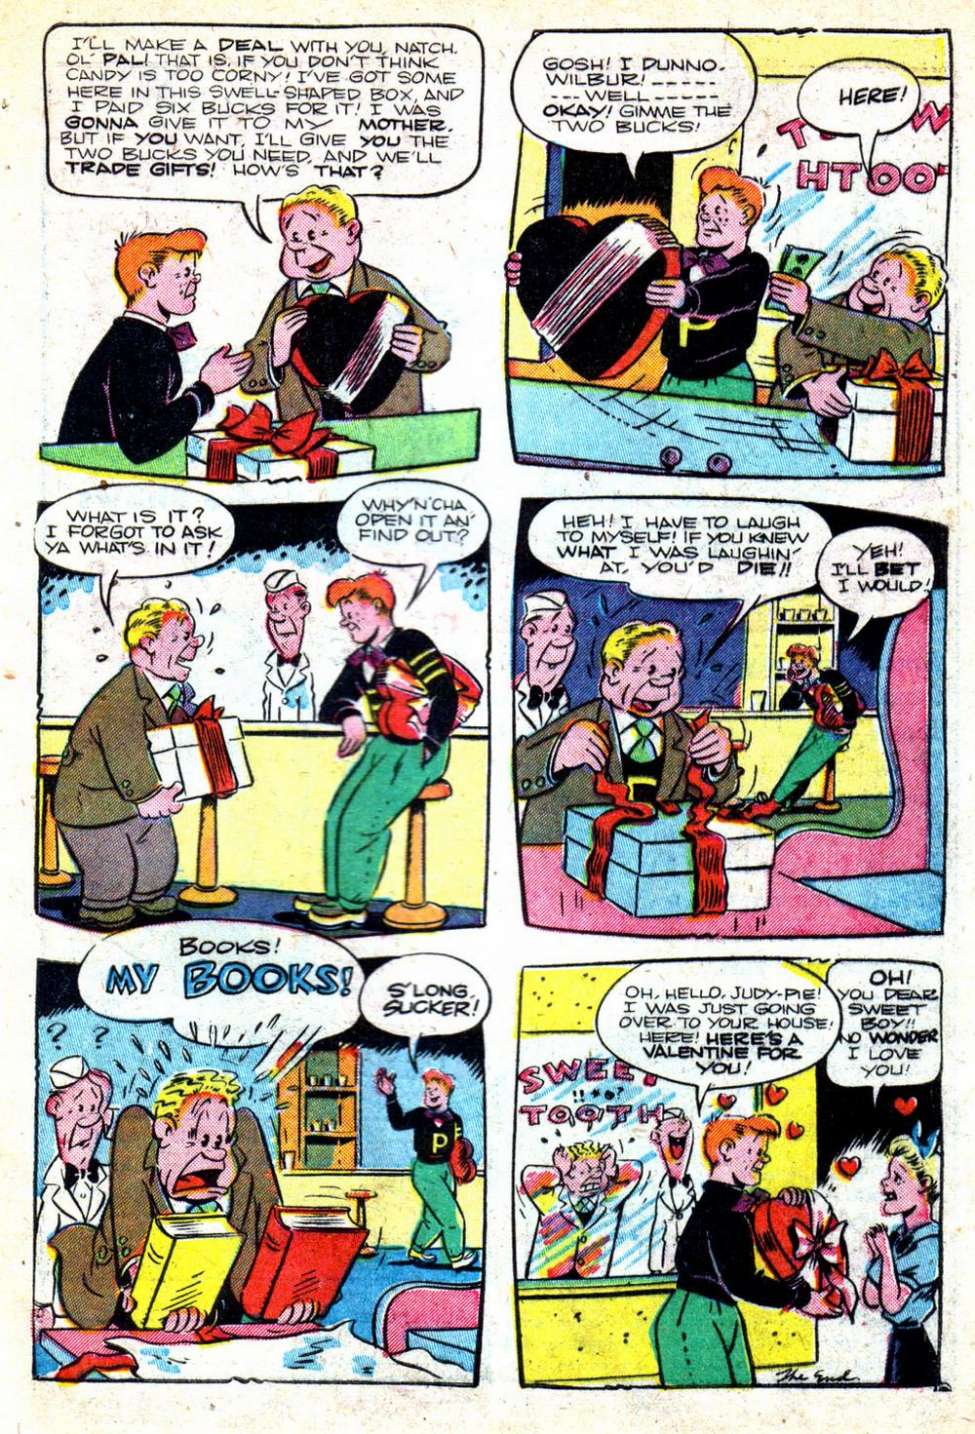 I'LL MAKE A DEAL WITH YOU, NATCH.
OL' PAL! THAT IS, IF YOU DON'T THINK
CANDY IS TOO CORNY! I'VE GOT SOME
HERE IN THIS SWELL-SHAPED BOX, AND
I PAID SIX BUCKS FOR IT! I WAS
GONNA GIVE IT TO MY MOTHER.
BUT IF YOU WANT, I'LL GIVE YOU THE
TWO BUCKS YOU NEED, AND WE'LL
TRADE GIFTS! HOW'S THAT?
GOSH! I DUNNO.
WILBUR! ------
---WELL------
OKAY! GIMME THE
TWO BUCKS!
HERE!
HTOO
P
WHAT IS IT?
I FORGOT TO ASK
YA WHAT'S IN IT!
WHY'N'CHA
OPEN IT AN'
FIND OUT?
HEH! I HAVE TO LAUGH
TO MYSELF! IF YOU KNEW
WHAT I WAS LAUGHIN'
AT, YOU'D DIE!!
YEH!
I'LL BET
I WOULD!
BOOKS!
MY BOOKS!
S'LONG,
SUCKER!
? ?
P
OH, HELLO, JUDY-PIE!
I WAS JUST GOING
OVER TO YOUR HOUSE!
HERE! HERE'S A
VALENTINE FOR
YOU!
OH!
YOU DEAR
SWEET
BOY!!
NO WONDER
I LOVE
YOU!
SWEET
!!*@?
TOOTH
The End.